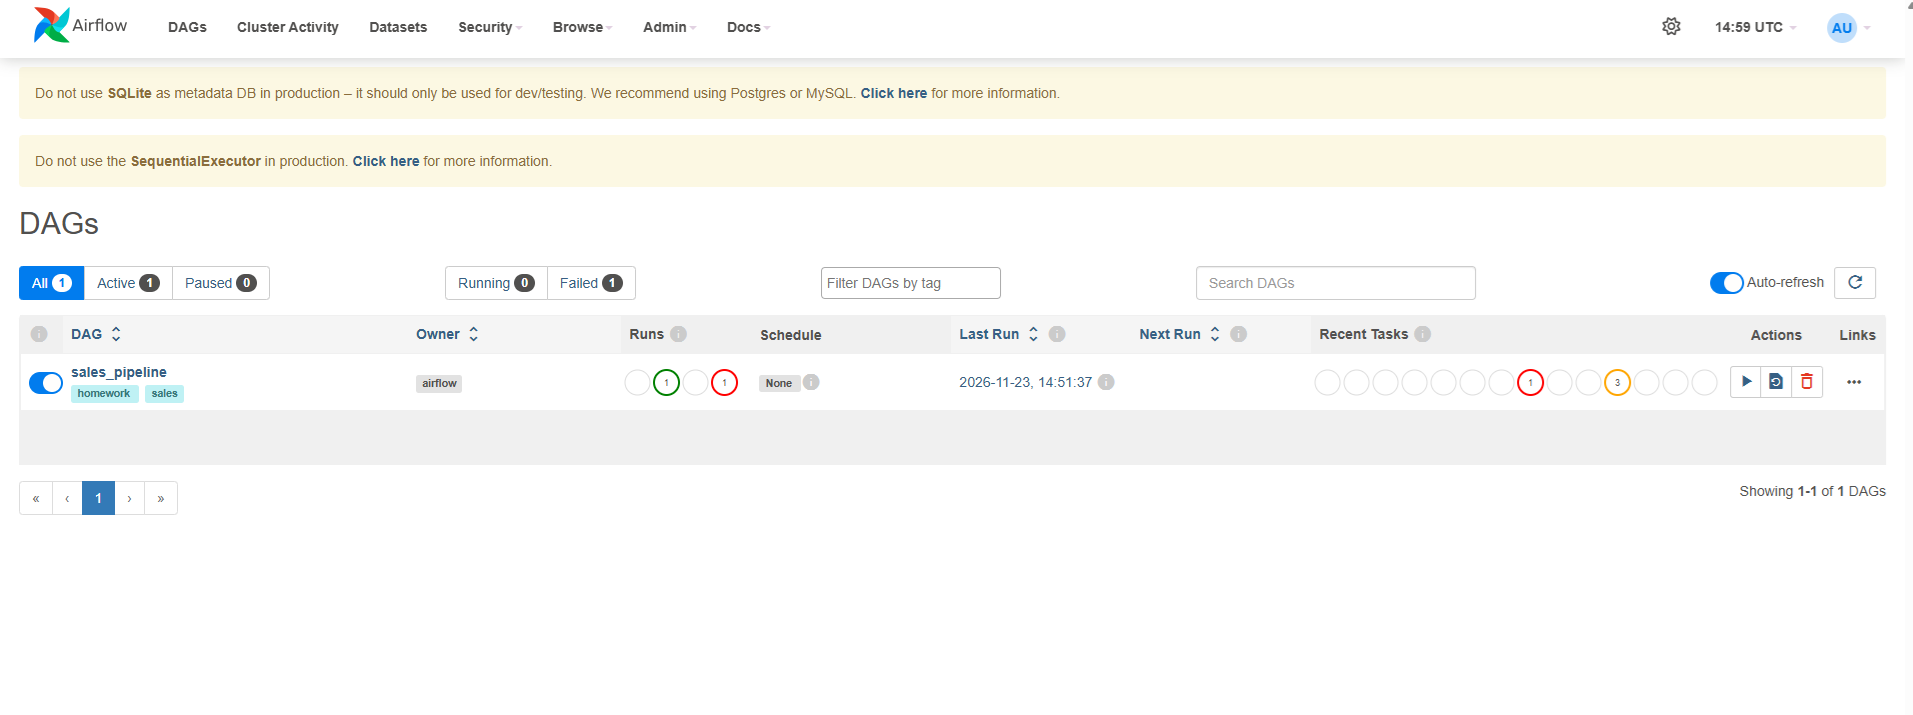 Airflow DAGs Cluster Activity Datasets Security Browse Admin Docs 14:59 UTC AU
Do not use SQLite as metadata DB in production – it should only be used for dev/testing. We recommend using Postgres or MySQL. Click here for more information.
Do not use the SequentialExecutor in production. Click here for more information.
DAGs
All 1 Active 1 Paused 0 Running 0 Failed 1 Filter DAGs by tag Search DAGs Auto-refresh
i DAG Owner Runs i Schedule Last Run i Next Run i Recent Tasks i Actions Links
sales_pipeline
homework sales airflow 1 1 None i 2026-11-23, 14:51:37 i 1 3
« ‹ 1 › » Showing 1-1 of 1 DAGs